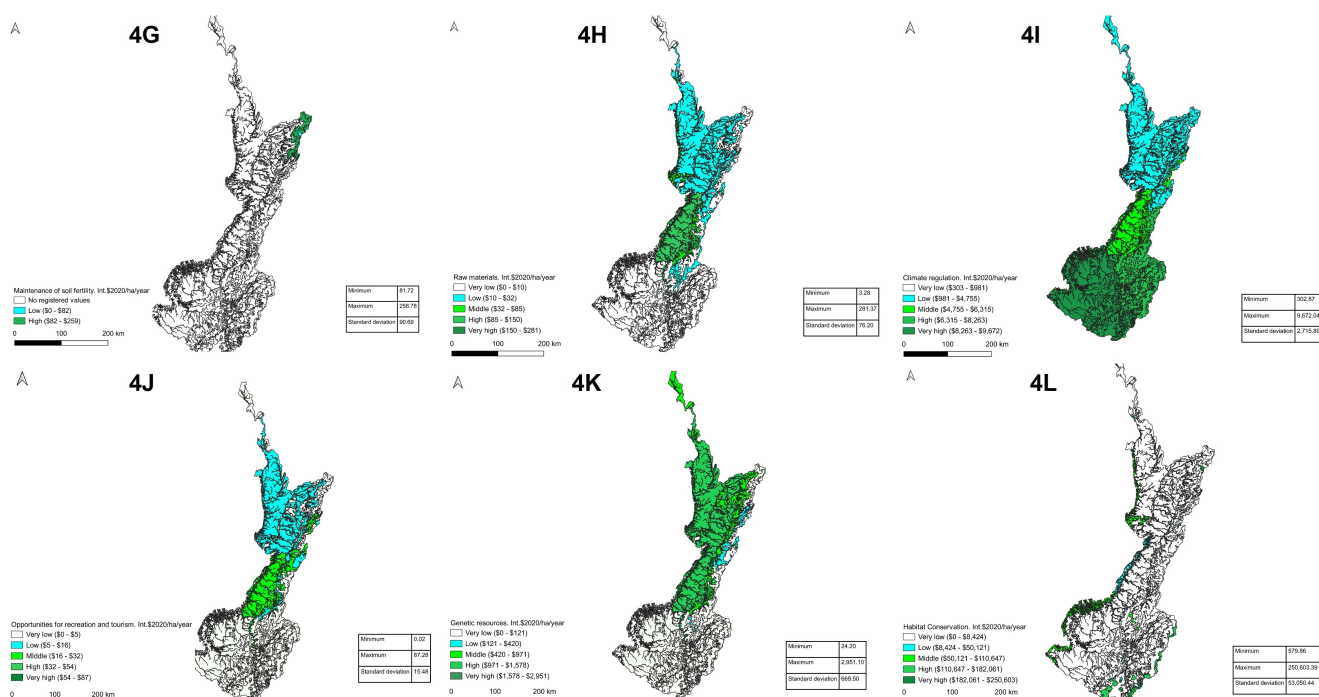 4G
Maintenance of soil fertility. Int.$2020/ha/year
No registered values
Low ($0 - $82)
High ($82 - $259)
0 100 200 km
Minimum 81.72
Maximum 258.78
Standard deviation 90.69
4H
Raw materials. Int.$2020/ha/year
Very low ($0 - $10)
Low ($10 - $32)
Middle ($32 - $85)
High ($85 - $150)
Very high ($150 - $281)
0 100 200 km
Minimum 3.28
Maximum 281.37
Standard deviation 76.20
4I
Climate regulation. Int.$2020/ha/year
Very low ($303 - $981)
Low ($981 - $4,755)
Middle ($4,755 - $6,315)
High ($6,315 - $8,263)
Very high ($8,263 - $9,672)
0 100 200 km
Minimum 302.87
Maximum 9,672.04
Standard deviation 2,715.89
4J
Opportunities for recreation and tourism. Int.$2020/ha/year
Very low ($0 - $5)
Low ($5 - $16)
MIddle ($16 - $32)
High ($32 - $54)
Very high ($54 - $87)
0 100 200 km
Minimum 0.02
Maximum 87.28
Standard deviation 15.48
4K
Genetic resources. Int.$2020/ha/year
Very low ($0 - $121)
Low ($121 - $420)
Middle ($420 - $971)
High ($971 - $1,578)
Very high ($1,578 - $2,951)
0 100 200 km
Minimum 24.20
Maximum 2,951.10
Standard deviation 669.50
4L
Habitat Conservation. Int.$2020/ha/year
Very low ($0 - $8,424)
Low ($8,424 - $50,121)
Middle ($50,121 - $110,647)
High ($110,647 - $182,061)
Very high ($182,061 - $250,603)
0 100 200 km
Minimum 579.86
Maximum 250,603.39
Standard deviation 53,050.44